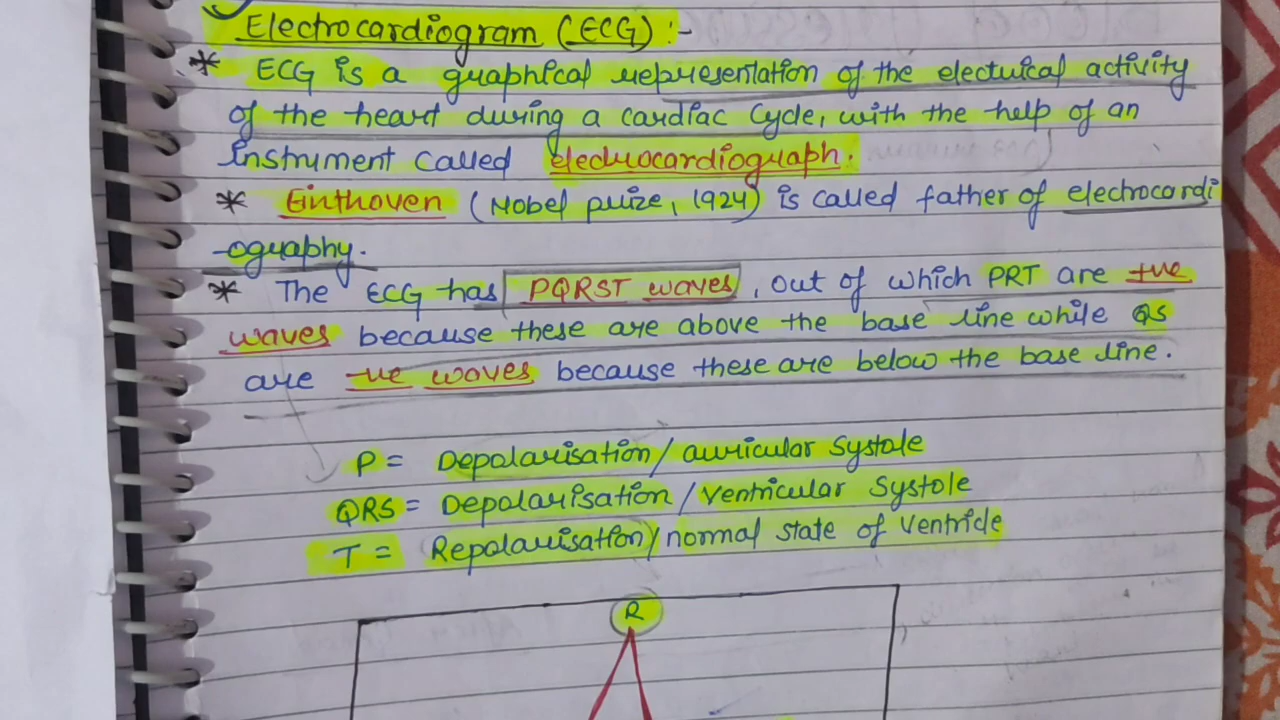 Electrocardiogram (ECG) :-
* ECG is a graphical representation of the electrical activity
of the heart during a cardiac cycle, with the help of an
instrument called electrocardiograph.
* Einthoven (Nobel prize, 1924) is called father of electrocardi
-ography.
* The ECG has PQRST waves, out of which PRT are +ve
waves because these are above the base line while QS
are -ve waves because these are below the base line.
P = Depolarisation/auricular systole
QRS = Depolarisation/Ventricular systole
T = Repolarisation/normal state of ventricle
R